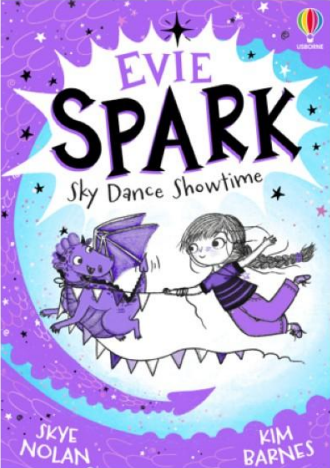 USBORNE
EVIE
SPARK
Sky Dance Showtime
SKYE
NOLAN
KIM
BARNES